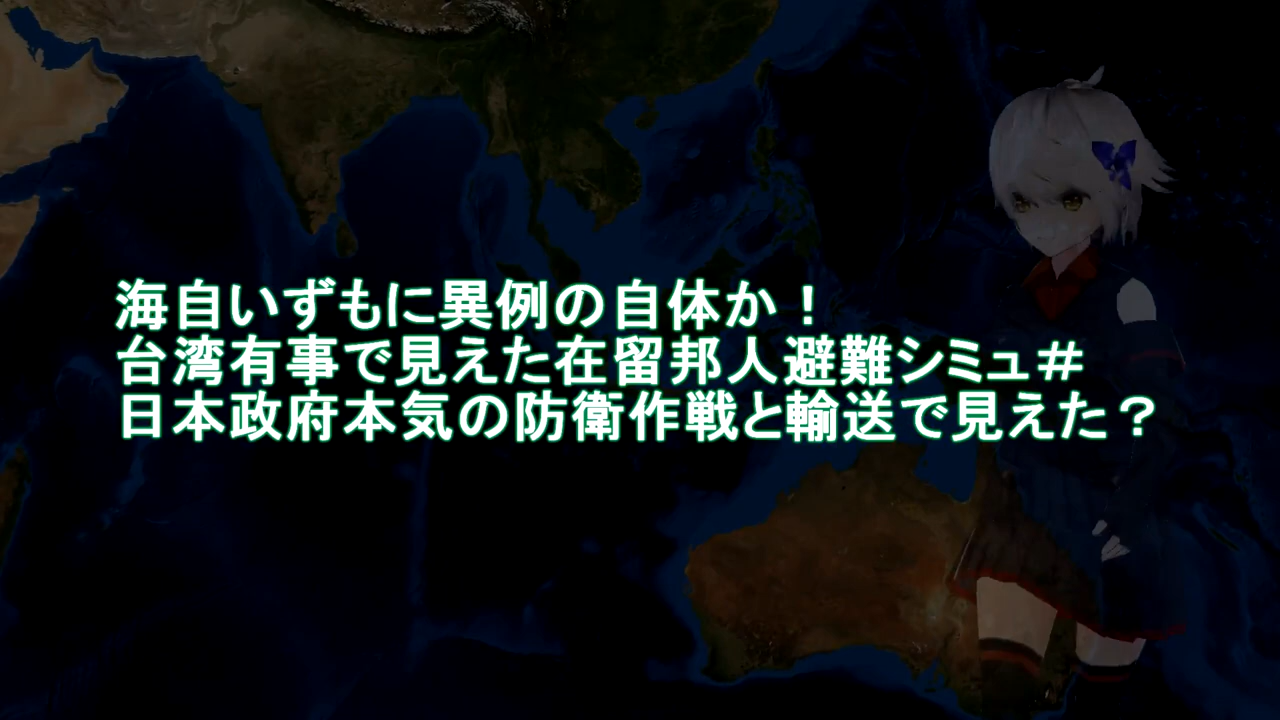 海自いずもに異例の自体か！
台湾有事で見えた在留邦人避難シミュ＃
日本政府本気の防衛作戦と輸送で見えた？